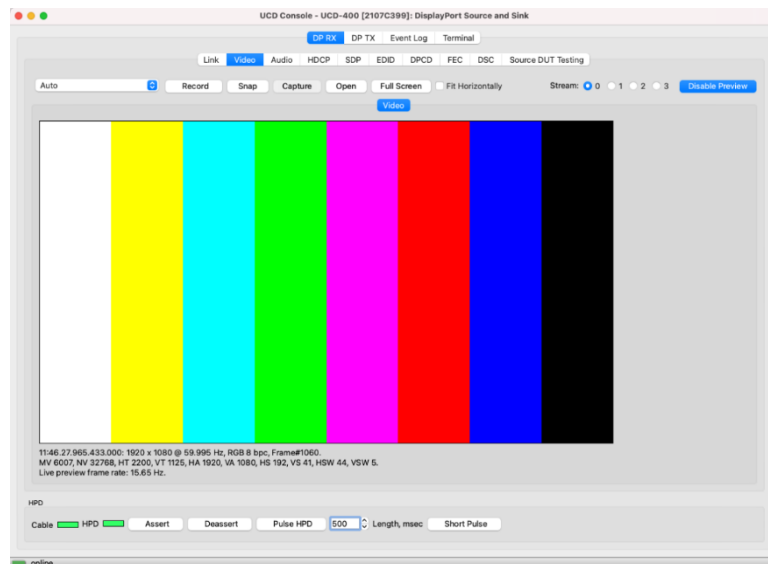 UCD Console - UCD-400 [2107C399]: DisplayPort Source and Sink
DP RX DP TX Event Log Terminal
Link Video Audio HDCP SDP EDID DPCD FEC DSC Source DUT Testing
Auto Record Snap Capture Open Full Screen Fit Horizontally Stream: 0 1 2 3 Disable Preview
Video
11:46.27.965.433.000: 1920 x 1080 @ 59.995 Hz, RGB 8 bpc, Frame#1060.
MV 6007, NV 32768, HT 2200, VT 1125, HA 1920, VA 1080, HS 192, VS 41, HSW 44, VSW 5.
Live preview frame rate: 15.65 Hz.
HPD
Cable HPD Assert Deassert Pulse HPD 500 Length, msec Short Pulse
online